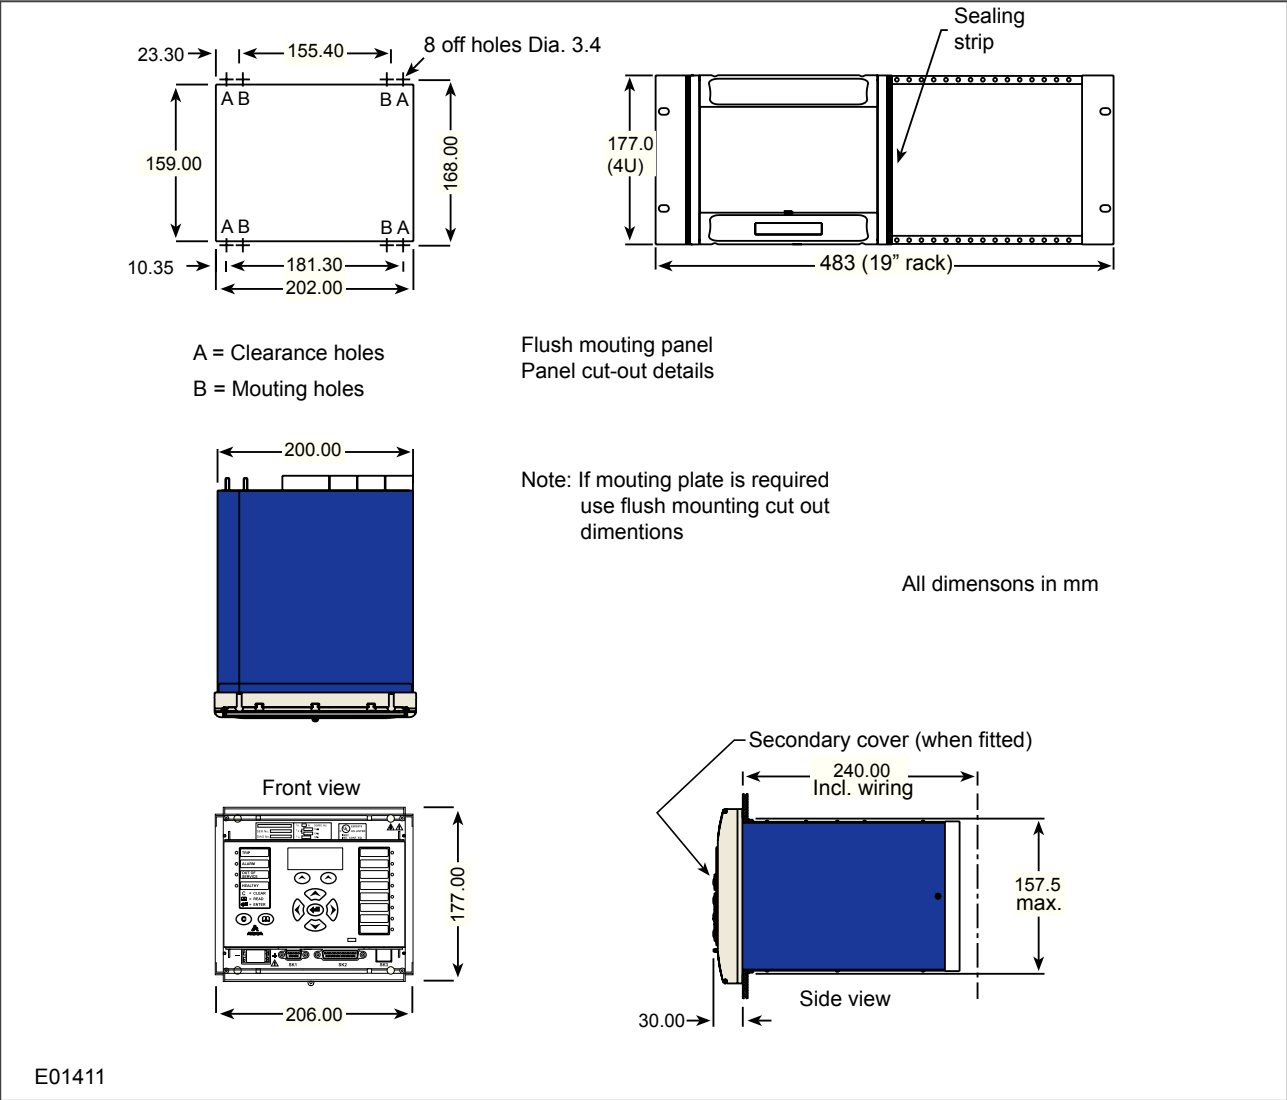 Sealing
strip
23.30
155.40
8 off holes Dia. 3.4
A B
B A
159.00
168.00
177.0
(4U)
A B
B A
10.35
181.30
202.00
483 (19” rack)
A = Clearance holes
B = Mouting holes
Flush mouting panel
Panel cut-out details
200.00
Note: If mouting plate is required
use flush mounting cut out
dimentions
All dimensons in mm
Secondary cover (when fitted)
240.00
Incl. wiring
Front view
TRIP
ALARM
OUT OF
SERVICE
HEALTHY
C = CLEAR
= READ
= ENTER
C
SK1
SK2
SK3
177.00
206.00
157.5
max.
Side view
30.00
E01411